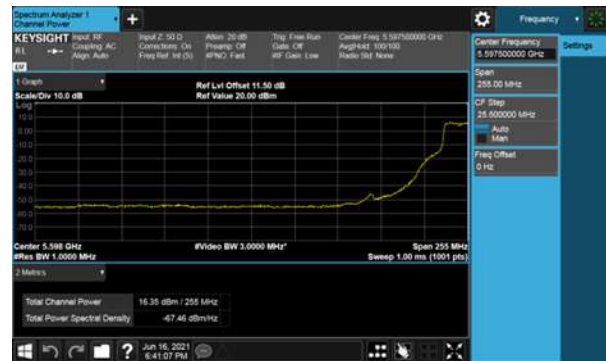 Spectrum Analyzer 1
Channel Power
Frequency
KEYSIGHT
Input: RF
Coupling: AC
Align: Auto
Input Z: 50 Ω
Corrections: On
Freq Ref: Int (S)
Atten: 20 dB
Preamp: Off
#PNO: Fast
Trig: Free Run
Gate: Off
#IF Gain: Low
Center Freq: 5.597500000 GHz
Avg|Hold: 100/100
Radio Std: None
Center Frequency
5.597500000 GHz
Settings
Span
255.00 MHz
CF Step
25.500000 MHz
Auto
Man
Freq Offset
0 Hz
1 Graph
Scale/Div 10.0 dB
Ref Lvl Offset 11.50 dB
Ref Value 20.00 dBm
Log
10.0
0.00
-10.0
-20.0
-30.0
-40.0
-50.0
-60.0
-70.0
Center 5.598 GHz
#Res BW 1.0000 MHz
#Video BW 3.0000 MHz*
Span 255 MHz
Sweep 1.00 ms (1001 pts)
2 Metrics
Total Channel Power 16.35 dBm / 255 MHz
Total Power Spectral Density -67.46 dBm/Hz
Jun 16, 2021
6:41:07 PM